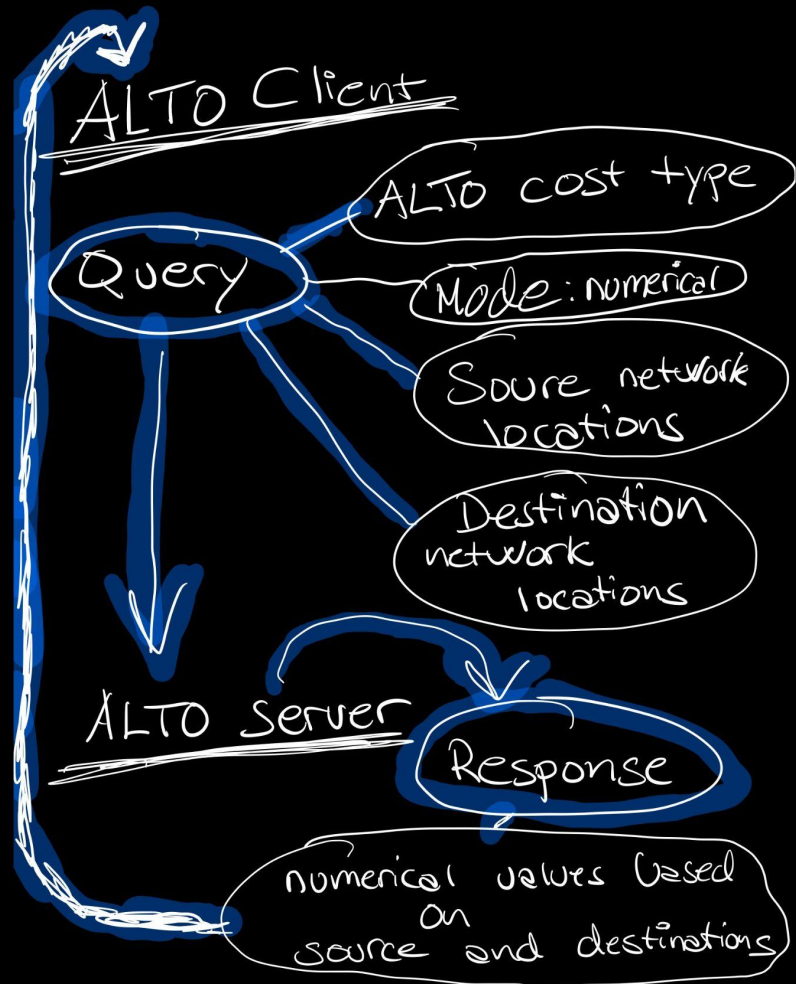 ALTO Client
ALTO cost type
Query
Mode: numerical
Soure network
locations
Destination
network
locations
ALTO server
Response
numerical values based
on
source and destinations